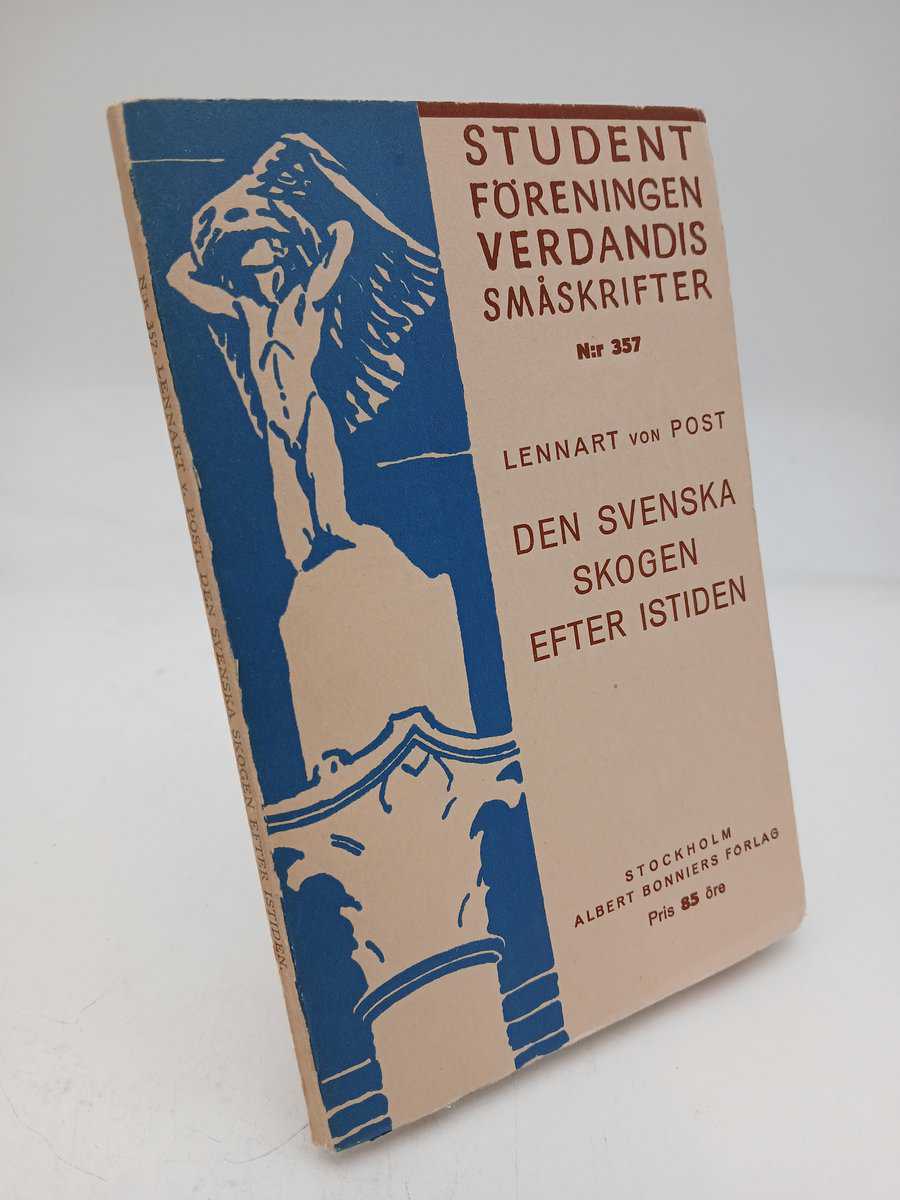 STUDENT
FÖRENINGEN
VERDANDIS
SMÅSKRIFTER
N:r 357
LENNART VON POST
DEN SVENSKA
SKOGEN
EFTER ISTIDEN
STOCKHOLM
ALBERT BONNIERS FÖRLAG
Pris 85 öre
N:r 357. LENNART v. POST, DEN SVENSKA SKOGEN EFTER ISTIDEN.